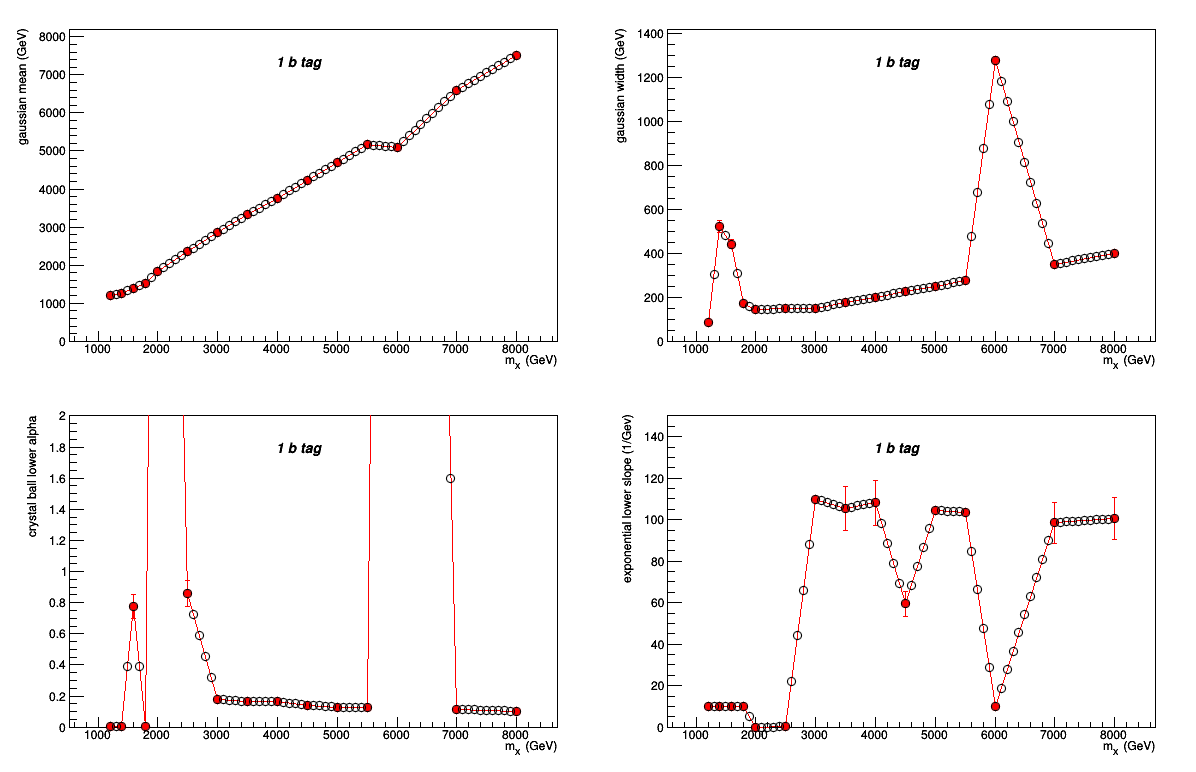 gaussian mean (GeV)
1 b tag
8000
7000
6000
5000
4000
3000
2000
1000
0
1000 2000 3000 4000 5000 6000 7000 8000
mx (GeV)
gaussian width (GeV)
1 b tag
1400
1200
1000
800
600
400
200
0
1000 2000 3000 4000 5000 6000 7000 8000
mx (GeV)
crystal ball lower alpha
1 b tag
2
1.8
1.6
1.4
1.2
1
0.8
0.6
0.4
0.2
0
1000 2000 3000 4000 5000 6000 7000 8000
mx (GeV)
exponential lower slope (1/Gev)
1 b tag
140
120
100
80
60
40
20
0
1000 2000 3000 4000 5000 6000 7000 8000
mx (GeV)